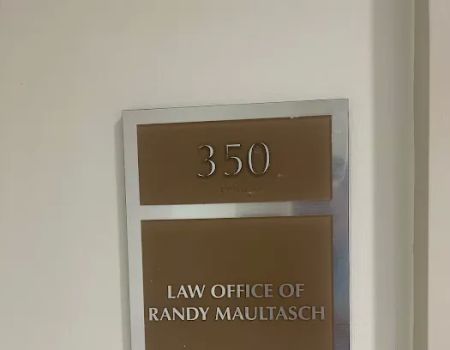 350
LAW OFFICE OF
RANDY MAULTASCH